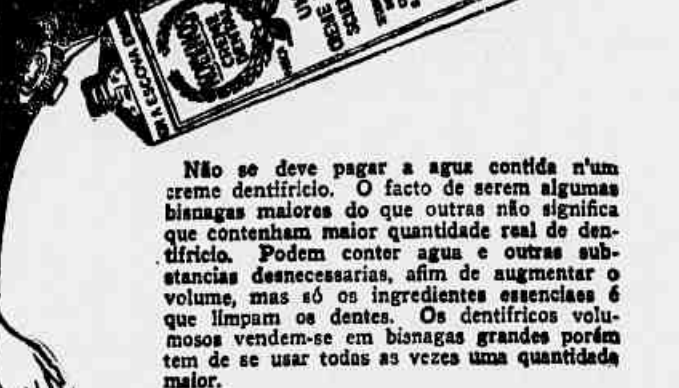 CREME
DENTAL
CREME
Não se deve pagar a agua contida n'um
creme dentifricio. O facto de serem algumas
bisnagas maiores do que outras não significa
que contenham maior quantidade real de den-
tifricio. Podem conter agua e outras sub-
stancias desnecessarias, afim de augmentar o
volume, mas só os ingredientes essenciaes é
que limpam os dentes. Os dentifricos volu-
mosos vendem-se em bisnagas grandes porém
tem de se usar todas as vezes uma quantidade
maior.